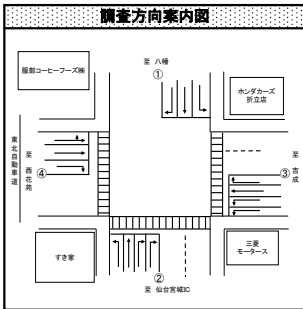 調査方向案内図
至 八幡
①
服部コーヒーフーズ㈱
ホンダカーズ
折立店
東北自動車道
至 西花苑
④
③
至 吉成
すき家
三菱
モータース
②
至 仙台宮城IC